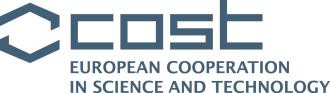 cost
EUROPEAN COOPERATION
IN SCIENCE AND TECHNOLOGY